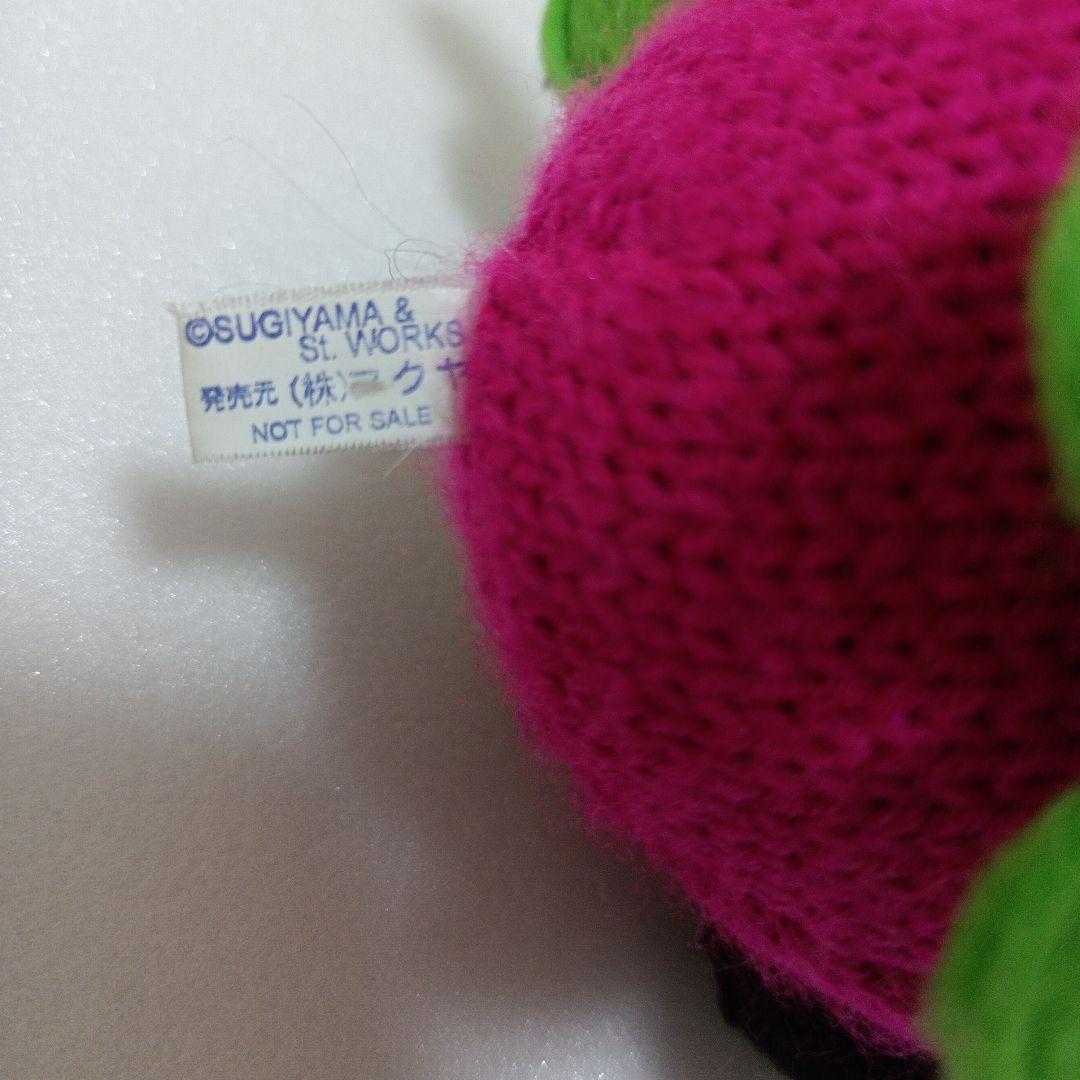 ©SUGIYAMA &
St. WORKS
発売元 (株)
NOT FOR SALE